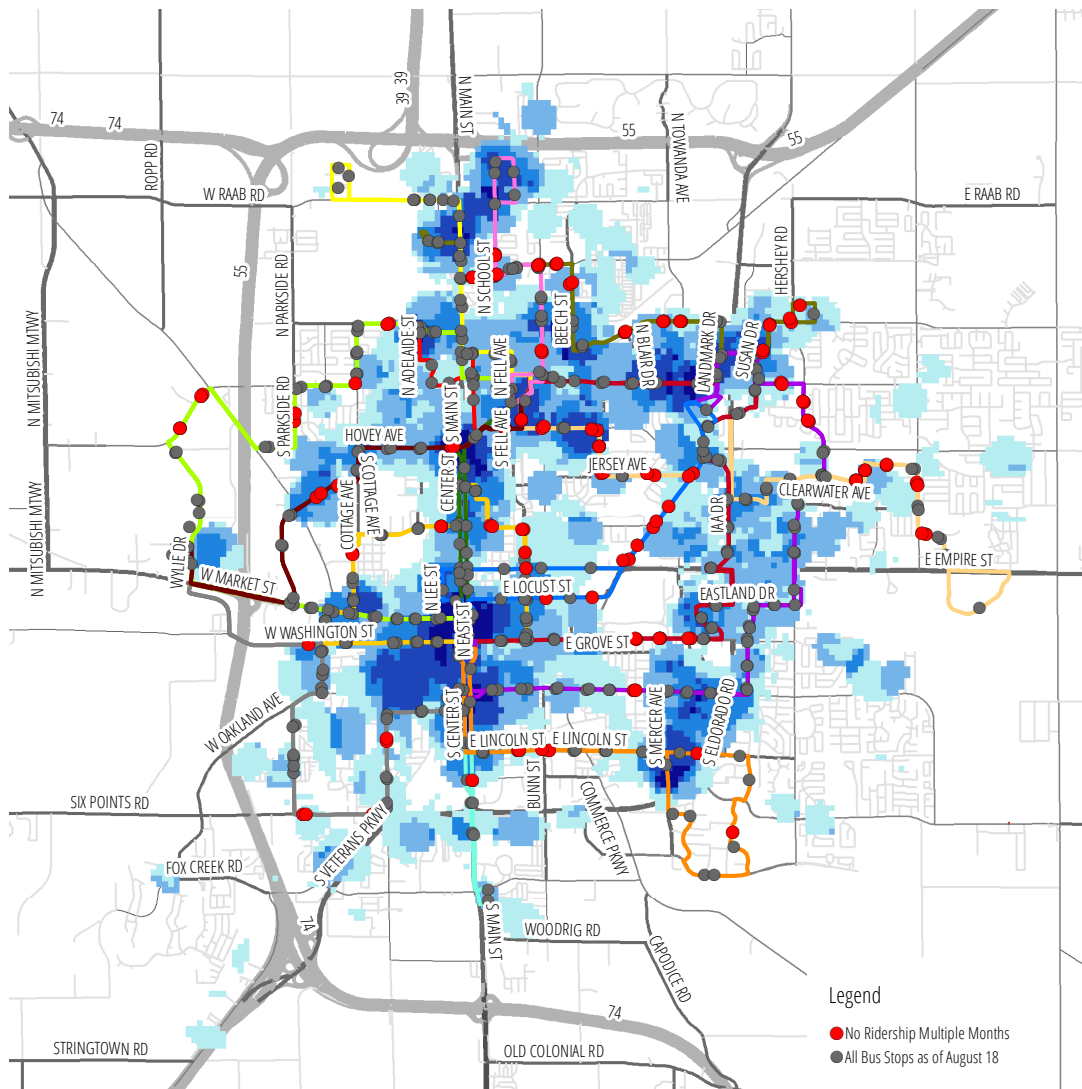 39
39
N MAIN ST
74
74
55
55
ROPP RD
N TOWANDA AVE
W RAAB RD
E RAAB RD
55
N PARKSIDE RD
N SCHOOL ST
HERSHEY RD
N MITSUBISHI MTWY
N ADELAIDE ST
BEECH ST
N BLAIR DR
LANDMARK DR
SUSAN DR
S PARKSIDE RD
S MAIN ST
N FELL AVE
HOVEY AVE
S FELL AVE
CENTER ST
S COTTAGE AVE
COTTAGE AVE
JERSEY AVE
CLEARWATER AVE
IAA DR
N MITSUBISHI MTWY
WYLIE DR
W MARKET ST
N LEE ST
E LOCUST ST
E EMPIRE ST
EASTLAND DR
W WASHINGTON ST
N EAST ST
E GROVE ST
W OAKLAND AVE
S CENTER ST
S MERCER AVE
S ELDORADO RD
E LINCOLN ST
E LINCOLN ST
BUNN ST
COMMERCE PKWY
SIX POINTS RD
S VETERANS PKWY
FOX CREEK RD
74
S MAIN ST
WOODRIG RD
CAPODICE RD
74
STRINGTOWN RD
OLD COLONIAL RD
Legend
No Ridership Multiple Months
All Bus Stops as of August 18